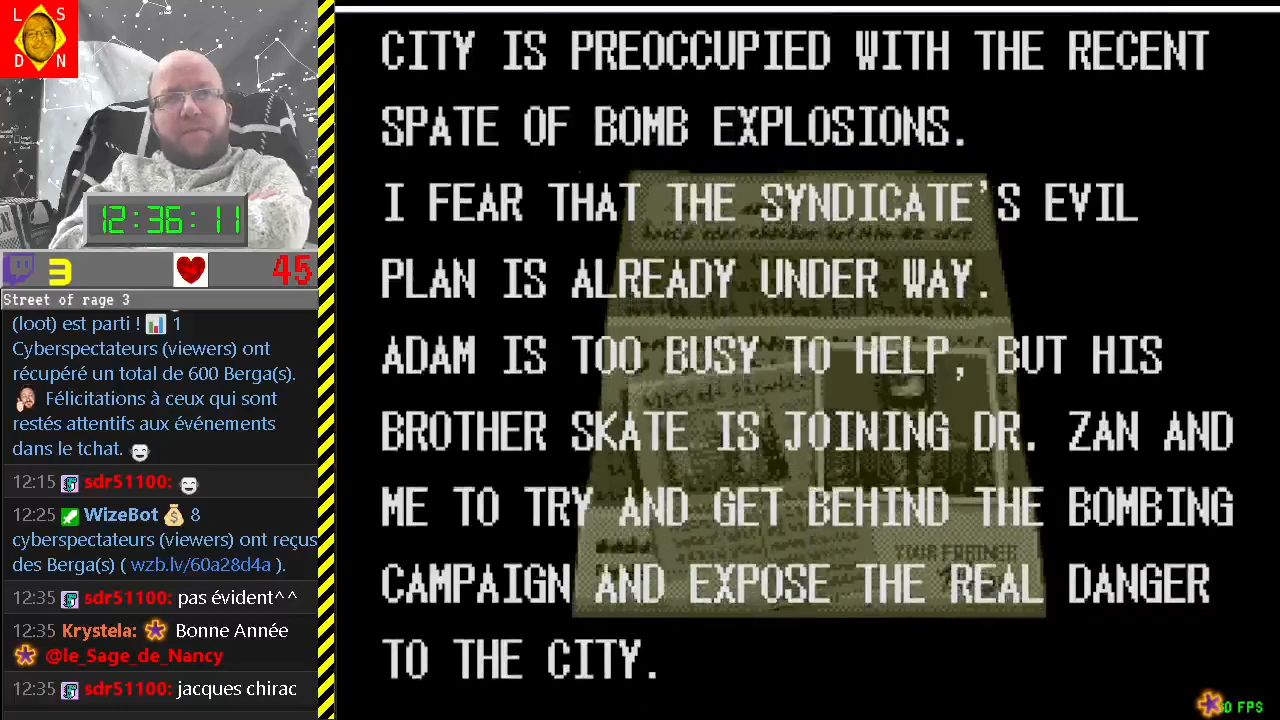 L S
D N
12:36:11
3 45
Street of rage 3
(loot) est parti ! 1
Cyberspectateurs (viewers) ont
récupéré un total de 600 Berga(s).
Félicitations à ceux qui sont
restés attentifs aux événements
dans le tchat.
12:15 sdr51100:
12:25 WizeBot 8
cyberspectateurs (viewers) ont reçus
des Berga(s) ( wzb.lv/60a28d4a ).
12:35 sdr51100: pas évident^^
12:35 Krystela: Bonne Année
@le_Sage_de_Nancy
12:35 sdr51100: jacques chirac
CITY IS PREOCCUPIED WITH THE RECENT
SPATE OF BOMB EXPLOSIONS.
I FEAR THAT THE SYNDICATE'S EVIL
PLAN IS ALREADY UNDER WAY.
ADAM IS TOO BUSY TO HELP, BUT HIS
BROTHER SKATE IS JOINING DR. ZAN AND
ME TO TRY AND GET BEHIND THE BOMBING
CAMPAIGN AND EXPOSE THE REAL DANGER
TO THE CITY.
YOUR PARTNER
0 FPS